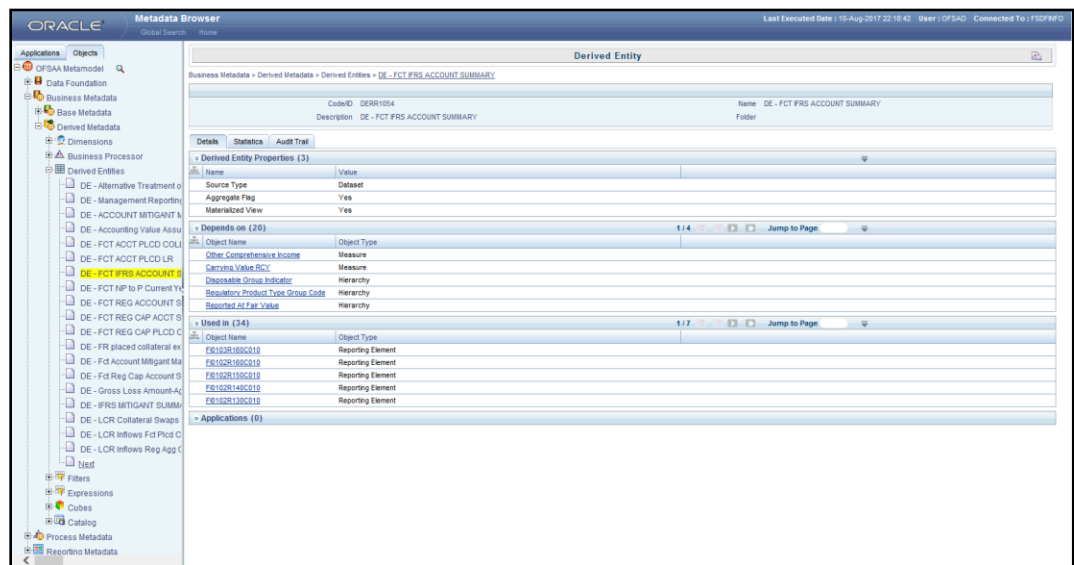 ORACLE Metadata Browser
Last Executed Date : 10-Aug-2017 22:18:42 User : OFSAD Connected To : FSDFINFO
Global Search Home
Applications Objects
OFSAA Metamodel
Data Foundation
Business Metadata
Base Metadata
Derived Metadata
Dimensions
Business Processor
Derived Entities
DE - Alternative Treatment o
DE - Management Reporting
DE - ACCOUNT MITIGANT M
DE - Accounting Value Assu
DE - FCT ACCT PLCD COLL
DE - FCT ACCT PLCD LR
DE - FCT IFRS ACCOUNT S
DE - FCT NP to P Current Ye
DE - FCT REG ACCOUNT S
DE - FCT REG CAP ACCT S
DE - FCT REG CAP PLCD C
DE - FR placed collateral ex
DE - Fct Account Mitigant Ma
DE - Fct Reg Cap Account S
DE - Gross Loss Amount-Ag
DE - IFRS MITIGANT SUMMA
DE - LCR Collateral Swaps
DE - LCR Inflows Fct Plcd C
DE - LCR Inflows Reg Agg C
Next
Filters
Expressions
Cubes
Catalog
Process Metadata
Reporting Metadata
Derived Entity
Business Metadata > Derived Metadata > Derived Entities > DE - FCT IFRS ACCOUNT SUMMARY
Code/ID DERR1054 Name DE - FCT IFRS ACCOUNT SUMMARY
Description DE - FCT IFRS ACCOUNT SUMMARY Folder
Details Statistics Audit Trail
Derived Entity Properties (3)
Name Value
Source Type Dataset
Aggregate Flag Yes
Materialized View Yes
Depends on (20) 1/4 Jump to Page
Object Name Object Type
Other Comprehensive Income Measure
Carrying Value RCY Measure
Disposable Group Indicator Hierarchy
Regulatory Product Type Group Code Hierarchy
Reported At Fair Value Hierarchy
Used in (34) 1/7 Jump to Page
Object Name Object Type
FI0103R160C010 Reporting Element
FI0102R160C010 Reporting Element
FI0102R150C010 Reporting Element
FI0102R140C010 Reporting Element
FI0102R130C010 Reporting Element
Applications (0)